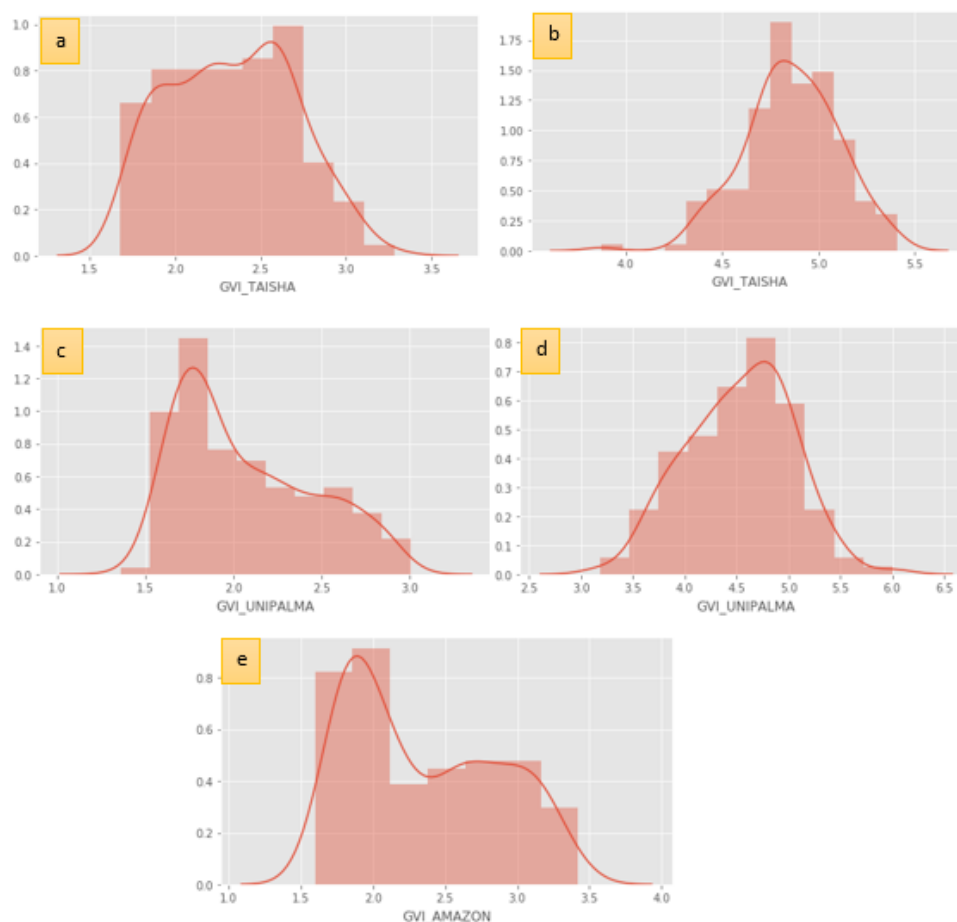 a
1.0
0.8
0.6
0.4
0.2
0.0
1.5 2.0 2.5 3.0 3.5
GVI_TAISHA
b
1.75
1.50
1.25
1.00
0.75
0.50
0.25
0.00
4.0 4.5 5.0 5.5
GVI_TAISHA
c
1.4
1.2
1.0
0.8
0.6
0.4
0.2
0.0
1.0 1.5 2.0 2.5 3.0
GVI_UNIPALMA
d
0.8
0.7
0.6
0.5
0.4
0.3
0.2
0.1
0.0
2.5 3.0 3.5 4.0 4.5 5.0 5.5 6.0 6.5
GVI_UNIPALMA
e
0.8
0.6
0.4
0.2
0.0
1.0 1.5 2.0 2.5 3.0 3.5 4.0
GVI_AMAZON